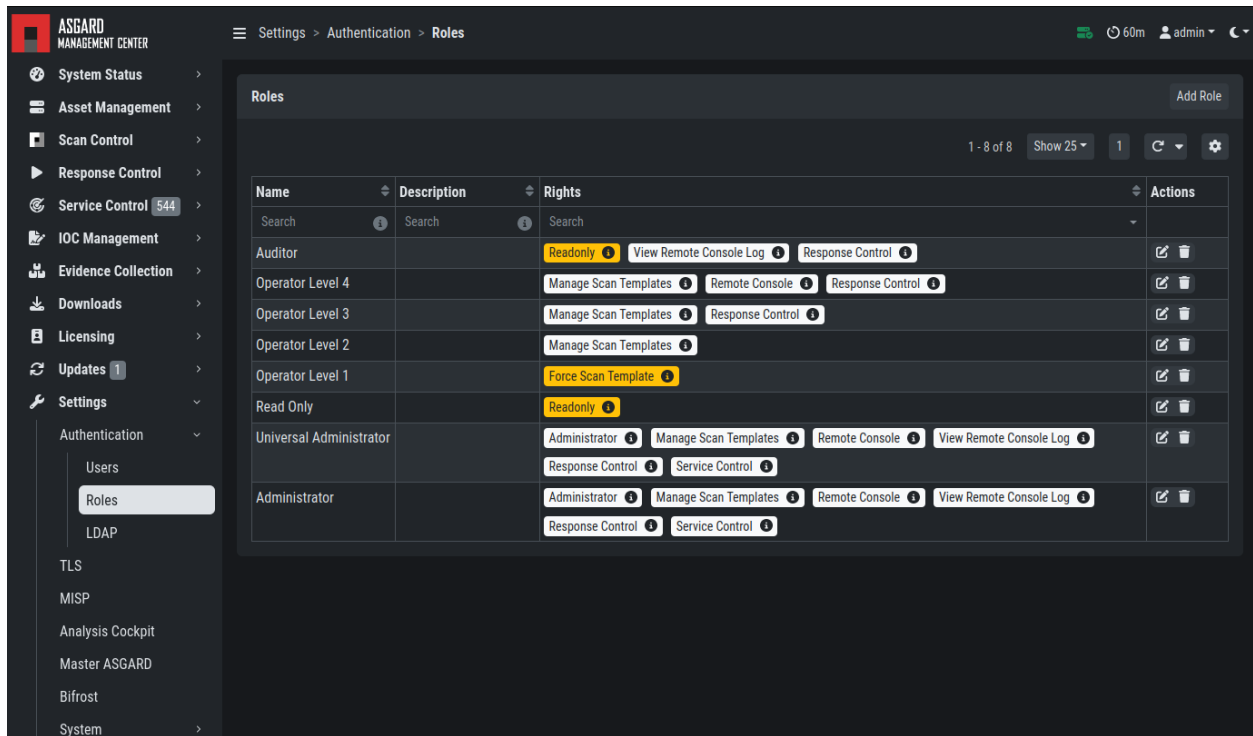 ASGARD
MANAGEMENT CENTER
Settings > Authentication > Roles
60m
admin
System Status
Asset Management
Scan Control
Response Control
Service Control 544
IOC Management
Evidence Collection
Downloads
Licensing
Updates 1
Settings
Authentication
Users
Roles
LDAP
TLS
MISP
Analysis Cockpit
Master ASGARD
Bifrost
System
Roles
Add Role
1 - 8 of 8 Show 25 1
Name Description Rights Actions
Search Search Search
Auditor Readonly View Remote Console Log Response Control
Operator Level 4 Manage Scan Templates Remote Console Response Control
Operator Level 3 Manage Scan Templates Response Control
Operator Level 2 Manage Scan Templates
Operator Level 1 Force Scan Template
Read Only Readonly
Universal Administrator Administrator Manage Scan Templates Remote Console View Remote Console Log
Response Control Service Control
Administrator Administrator Manage Scan Templates Remote Console View Remote Console Log
Response Control Service Control